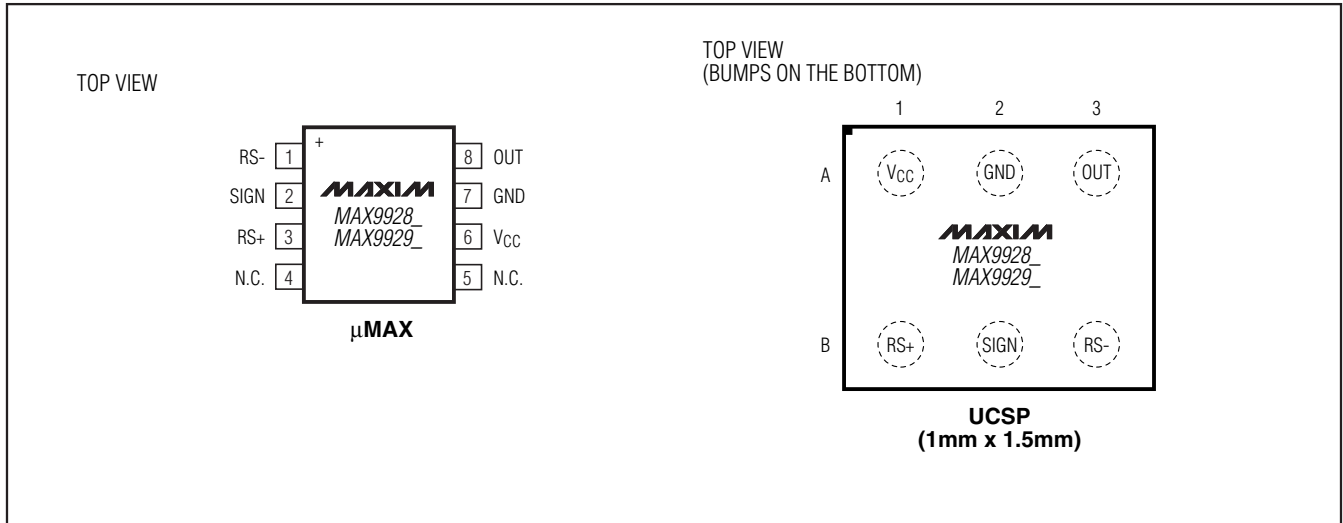 TOP VIEW
+
RS- 1
SIGN 2
RS+ 3
N.C. 4
8 OUT
7 GND
6 VCC
5 N.C.
MAXIM
MAX9928_
MAX9929_
μMAX
TOP VIEW
(BUMPS ON THE BOTTOM)
1 2 3
A VCC GND OUT
MAXIM
MAX9928_
MAX9929_
B RS+ SIGN RS-
UCSP
(1mm x 1.5mm)